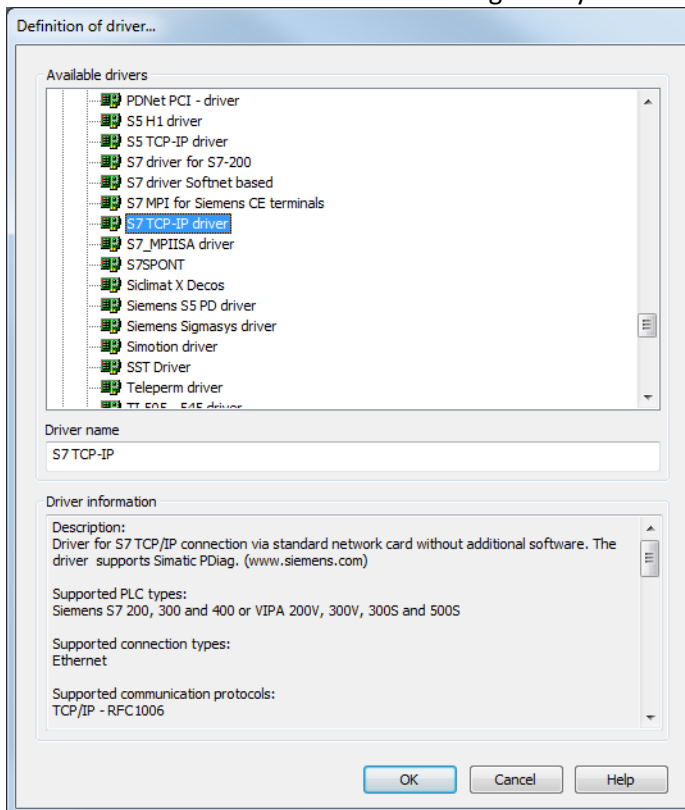 Definition of driver...
Available drivers
PDNet PCI - driver
S5 H1 driver
S5 TCP-IP driver
S7 driver for S7-200
S7 driver Softnet based
S7 MPI for Siemens CE terminals
S7 TCP-IP driver
S7_MPIISA driver
S7SPONT
Sidimat X Decos
Siemens S5 PD driver
Siemens Sigmasys driver
Simotion driver
SST Driver
Teleperm driver
TI 505 - 545 driver
Driver name
S7 TCP-IP
Driver information
Description:
Driver for S7 TCP/IP connection via standard network card without additional software. The
driver supports Simatic PDiag. (www.siemens.com)
Supported PLC types:
Siemens S7 200, 300 and 400 or VIPA 200V, 300V, 300S and 500S
Supported connection types:
Ethernet
Supported communication protocols:
TCP/IP - RFC1006
OK Cancel Help